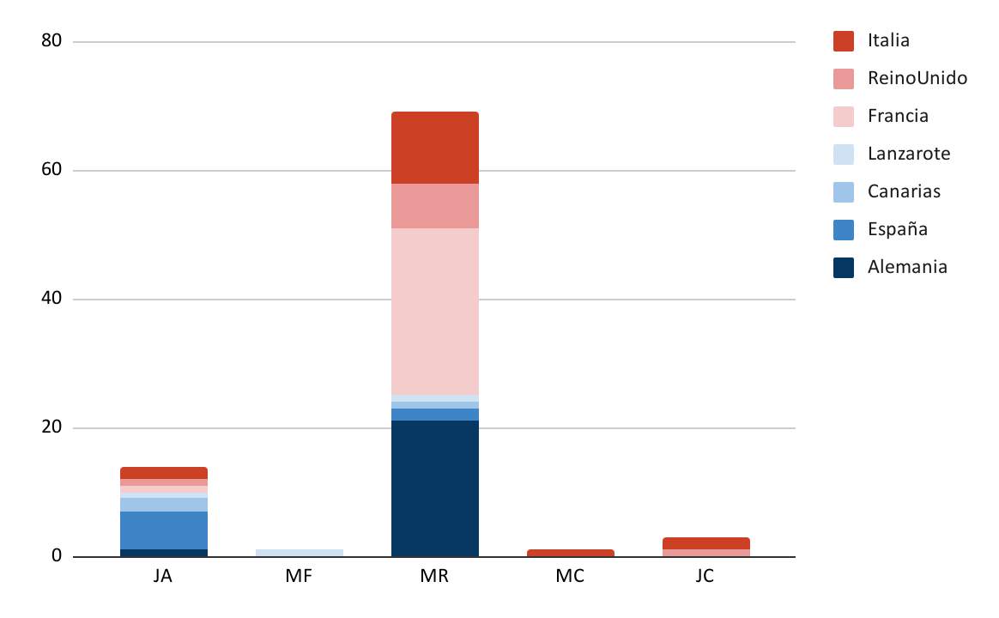 80
60
40
20
0
JA
MF
MR
MC
JC
Italia
ReinoUnido
Francia
Lanzarote
Canarias
España
Alemania